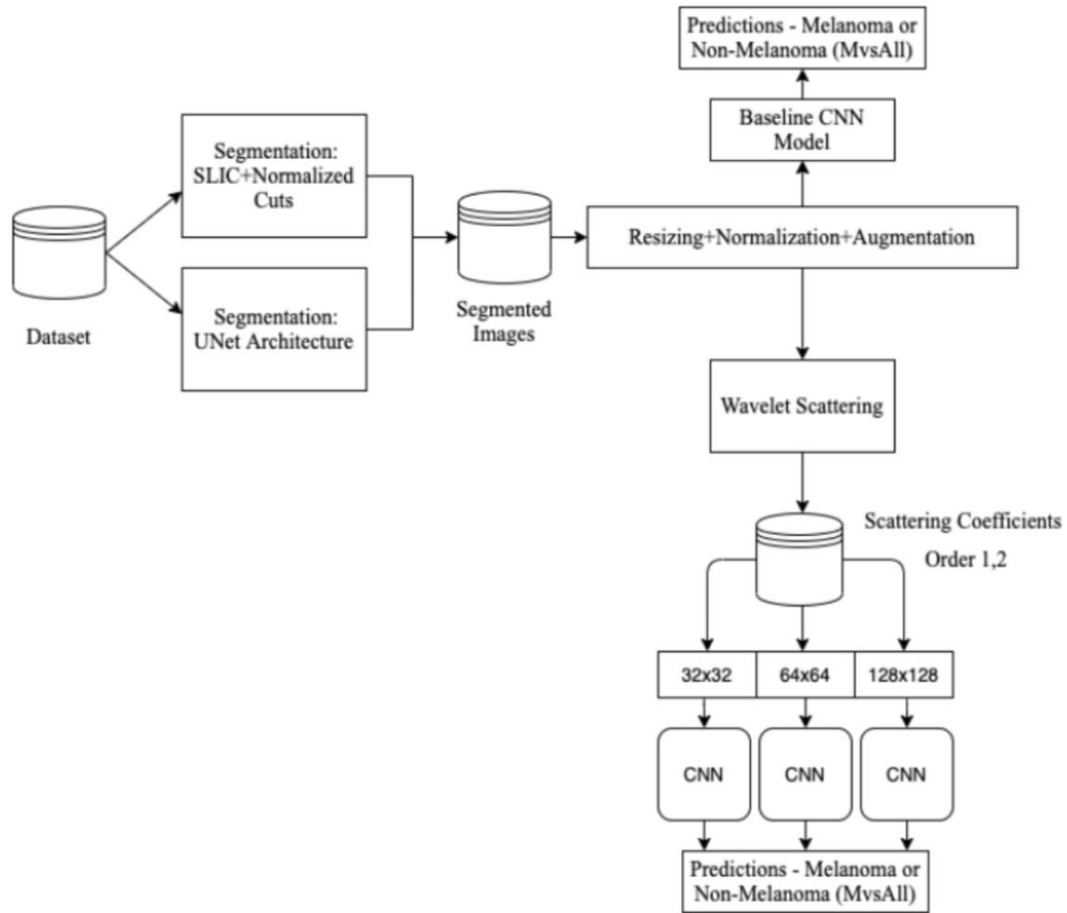 Predictions - Melanoma or
Non-Melanoma (MvsAll)
Baseline CNN
Model
Segmentation:
SLIC+Normalized
Cuts
Dataset
Segmentation:
UNet Architecture
Segmented
Images
Resizing+Normalization+Augmentation
Wavelet Scattering
Scattering Coefficients
Order 1,2
32x32
64x64
128x128
CNN
CNN
CNN
Predictions - Melanoma or
Non-Melanoma (MvsAll)